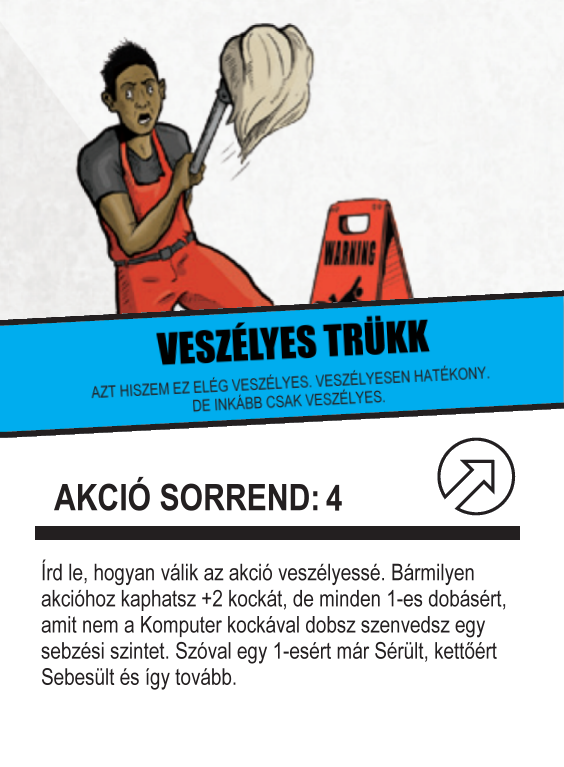 WARNING
VESZÉLYES TRÜKK
AZT HISZEM EZ ELÉG VESZÉLYES. VESZÉLYESEN HATÉKONY.
DE INKÁBB CSAK VESZÉLYES.
AKCIÓ SORREND: 4
Írd le, hogyan válik az akció veszélyessé. Bármilyen
akcióhoz kaphatsz +2 kockát, de minden 1-es dobásért,
amit nem a Komputer kockával dobsz szenvedsz egy
sebzési szintet. Szóval egy 1-esért már Sérült, kettőért
Sebesült és így tovább.